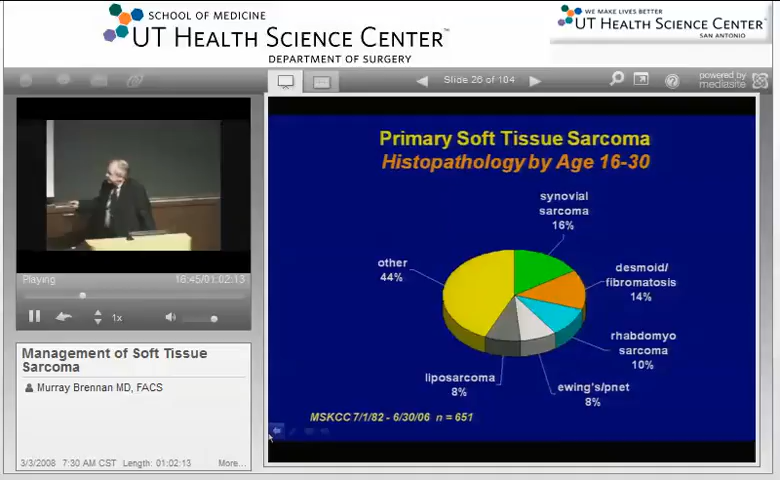 SCHOOL OF MEDICINE
UT HEALTH SCIENCE CENTER™
DEPARTMENT OF SURGERY
WE MAKE LIVES BETTER
UT HEALTH SCIENCE CENTER™
SAN ANTONIO
Slide 26 of 104
powered by
mediasite
Primary Soft Tissue Sarcoma
Histopathology by Age 16-30
synovial
sarcoma
16%
other
44%
desmoid/
fibromatosis
14%
rhabdomyo
sarcoma
10%
liposarcoma
8%
ewing's/pnet
8%
MSKCC 7/1/82 - 6/30/06 n = 651
Playing
16:45/01:02:13
1x
Management of Soft Tissue
Sarcoma
Murray Brennan MD, FACS
3/3/2008 7:30 AM CST Length: 01:02:13 More...